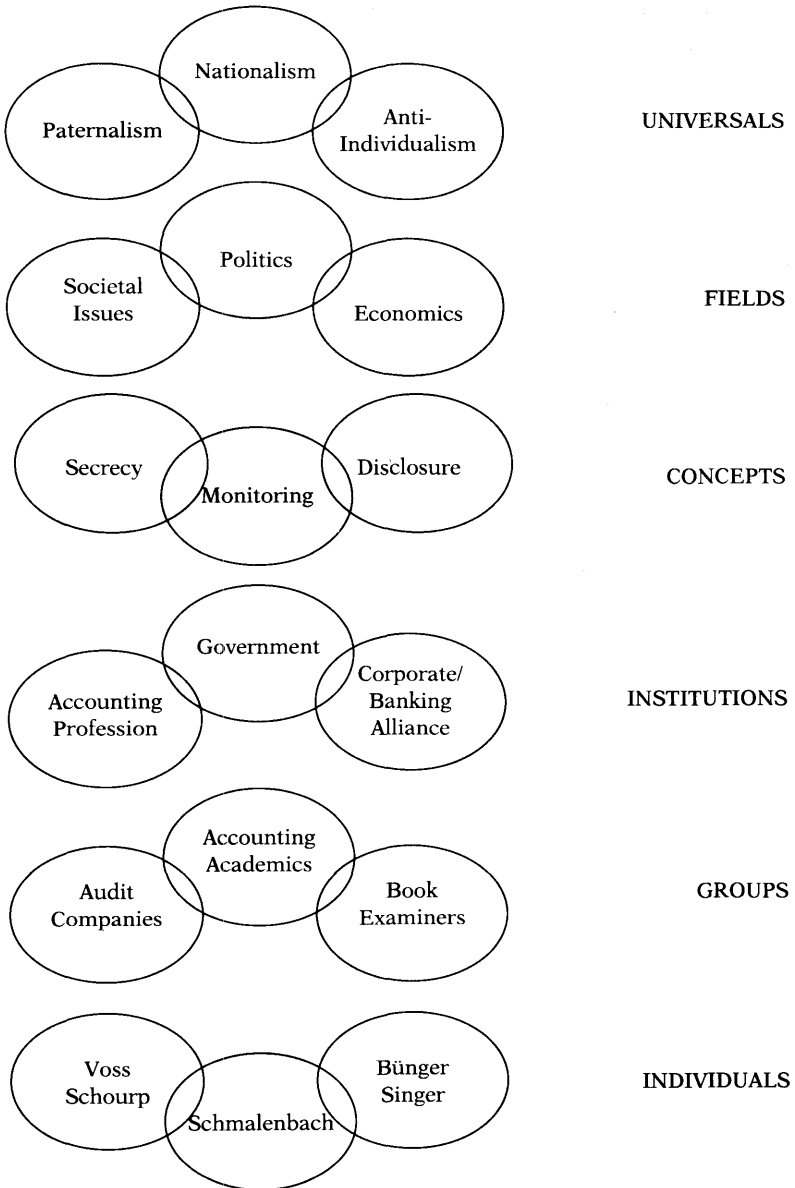 Nationalism
Paternalism
Anti-
Individualism
UNIVERSALS
Politics
Societal
Issues
Economics
FIELDS
Secrecy
Monitoring
Disclosure
CONCEPTS
Government
Accounting
Profession
Corporate/
Banking
Alliance
INSTITUTIONS
Accounting
Academics
Audit
Companies
Book
Examiners
GROUPS
Voss
Schourp
Schmalenbach
Bünger
Singer
INDIVIDUALS